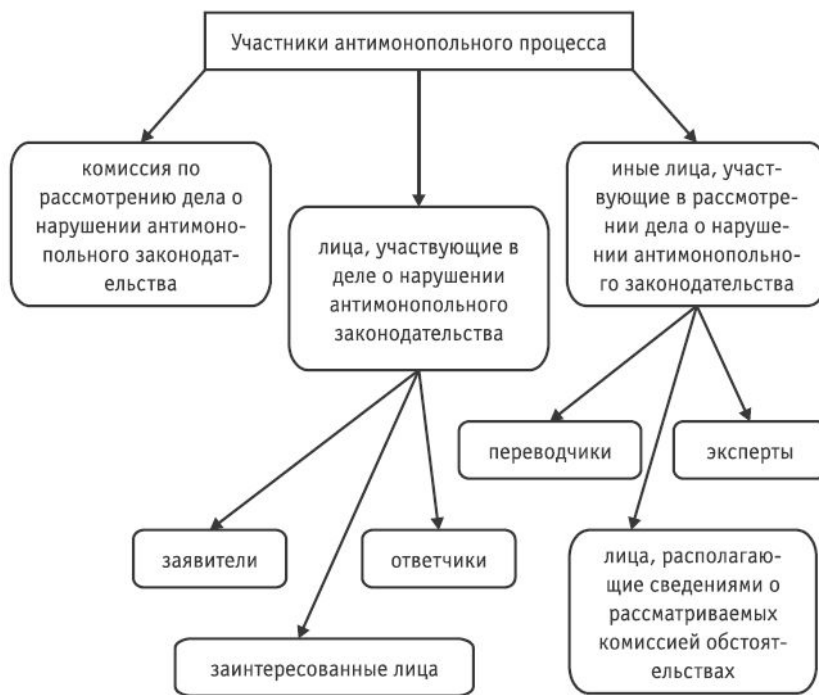 Участники антимонопольного процесса
комиссия по
рассмотрению дела о
нарушении антимоно-
польного законодат-
ельства
лица, участвующие в
деле о нарушении
антимонопольного
законодательства
иные лица, участ-
вующие в рассмотре-
нии дела о наруше-
нии антимонопольно-
го законодательства
переводчики
эксперты
заявители
ответчики
заинтересованные лица
лица, располагаю-
щие сведениями о
рассматриваемых
комиссией обстоят-
ельствах